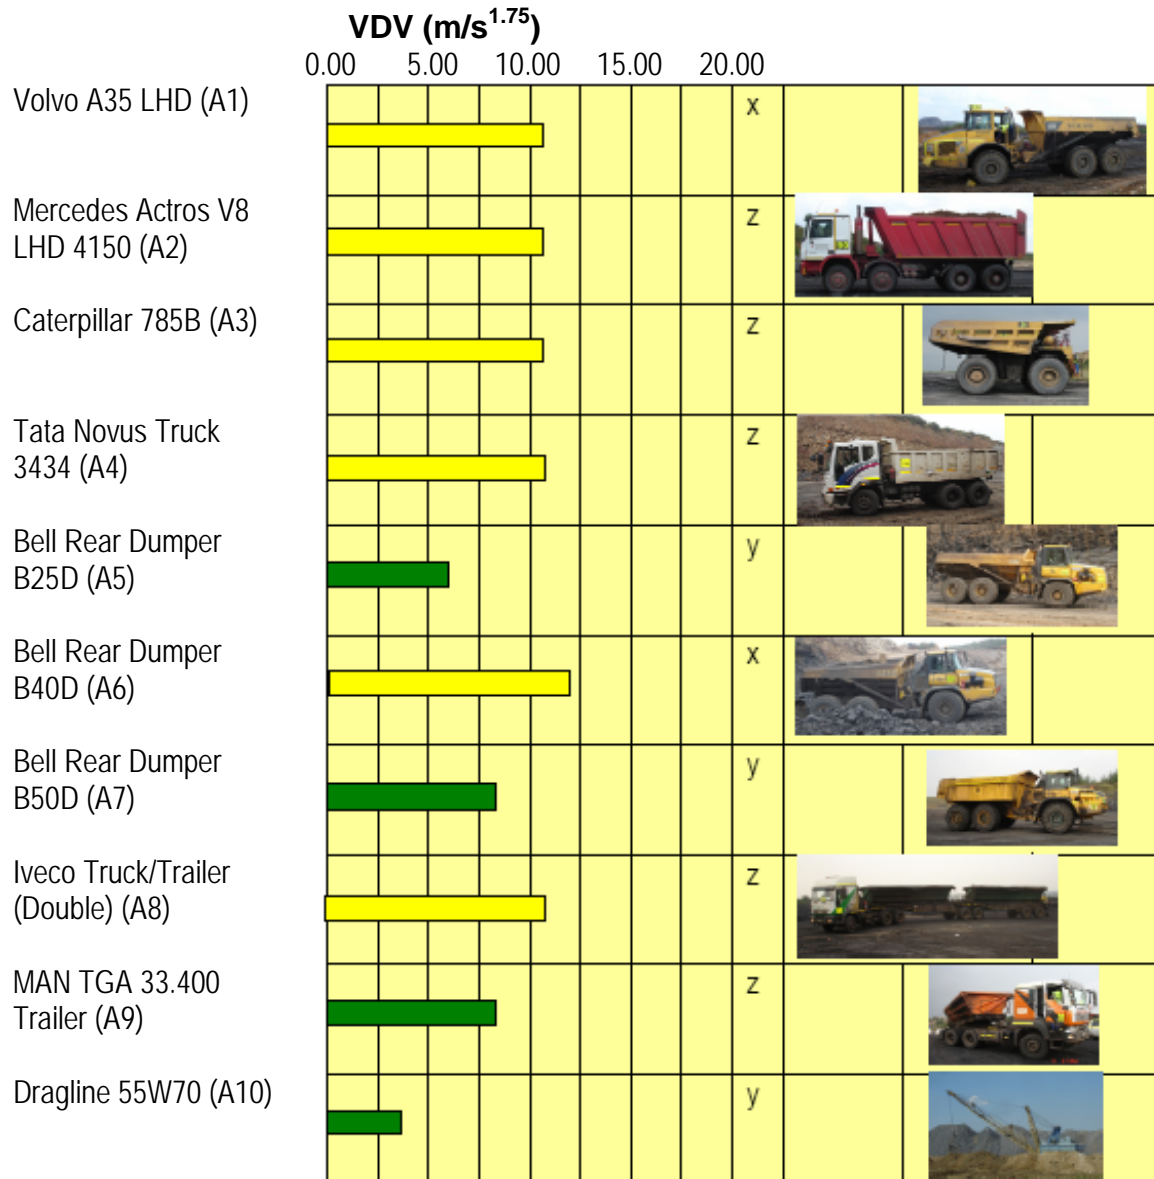 VDV (m/s1.75)
0.00 5.00 10.00 15.00 20.00
Volvo A35 LHD (A1)
x
Mercedes Actros V8
LHD 4150 (A2)
z
Caterpillar 785B (A3)
z
Tata Novus Truck
3434 (A4)
z
Bell Rear Dumper
B25D (A5)
y
Bell Rear Dumper
B40D (A6)
x
Bell Rear Dumper
B50D (A7)
y
Iveco Truck/Trailer
(Double) (A8)
z
MAN TGA 33.400
Trailer (A9)
z
Dragline 55W70 (A10)
y